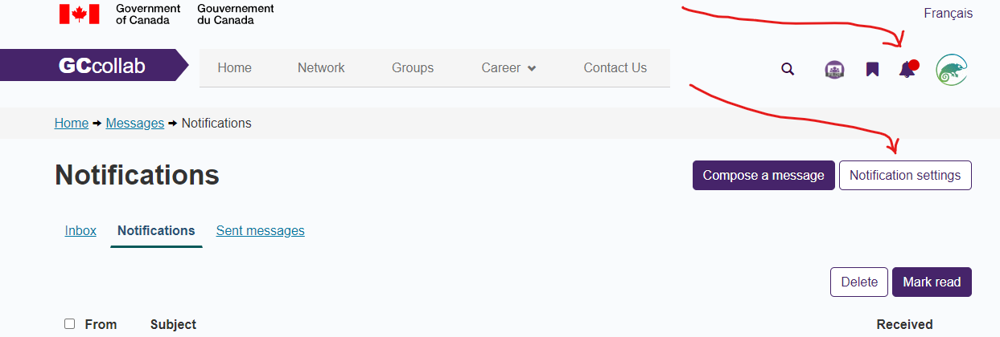 Government of Canada
Gouvernement du Canada
Français
GCcollab
Home Network Groups Career Contact Us
Home Messages Notifications
Notifications
Compose a message Notification settings
Inbox Notifications Sent messages
Delete Mark read
From Subject Received